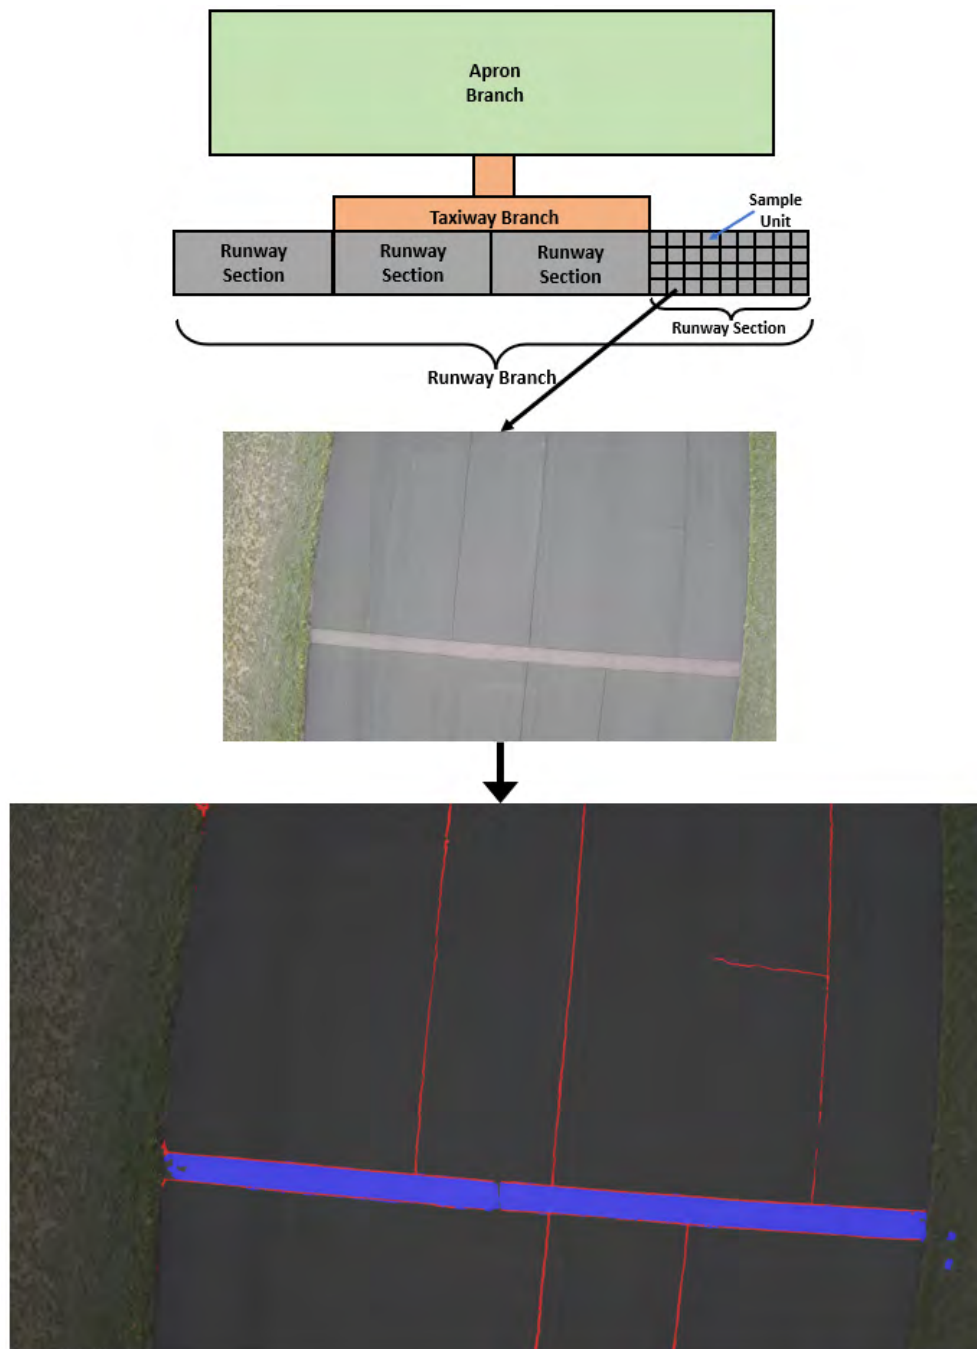 Apron
Branch
Taxiway Branch
Sample
Unit
Runway
Section
Runway
Section
Runway
Section
Runway Section
Runway Branch